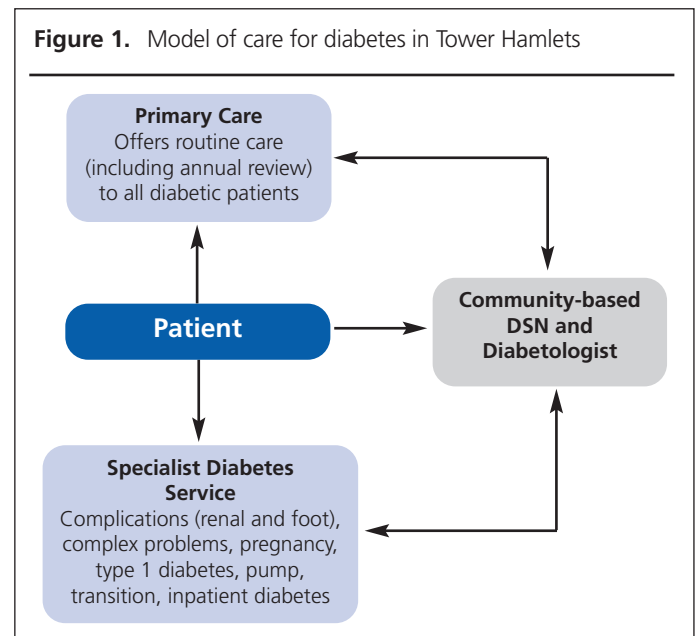 Figure 1. Model of care for diabetes in Tower Hamlets
Primary Care
Offers routine care
(including annual review)
to all diabetic patients
Patient
Community-based
DSN and
Diabetologist
Specialist Diabetes
Service
Complications (renal and foot),
complex problems, pregnancy,
type 1 diabetes, pump,
transition, inpatient diabetes